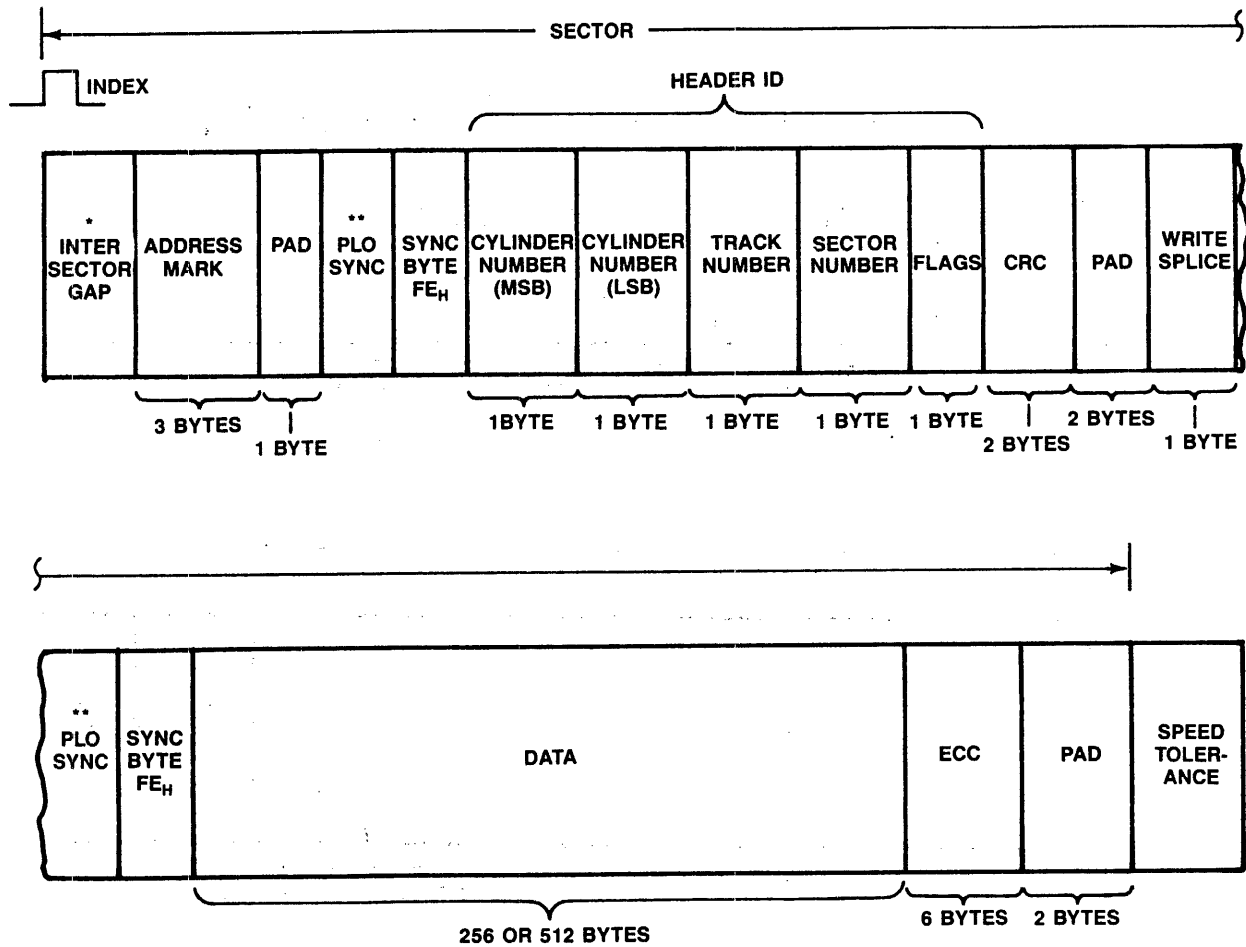 SECTOR
INDEX
HEADER ID
*
INTER
SECTOR
GAP
ADDRESS
MARK
PAD
**
PLO
SYNC
SYNC
BYTE
FEH
CYLINDER
NUMBER
(MSB)
CYLINDER
NUMBER
(LSB)
TRACK
NUMBER
SECTOR
NUMBER
FLAGS
CRC
PAD
WRITE
SPLICE
3 BYTES
1 BYTE
1BYTE
1 BYTE
1 BYTE
1 BYTE
1 BYTE
2 BYTES
2 BYTES
1 BYTE
**
PLO
SYNC
SYNC
BYTE
FEH
DATA
ECC
PAD
SPEED
TOLER-
ANCE
256 OR 512 BYTES
6 BYTES
2 BYTES